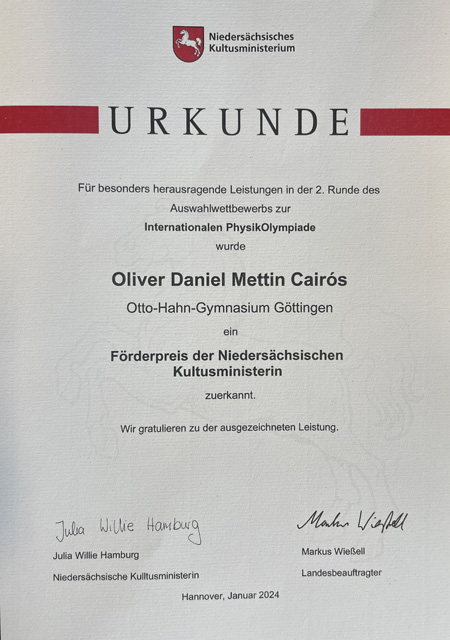 Niedersächsisches
Kultusministerium
URKUNDE
Für besonders herausragende Leistungen in der 2. Runde des
Auswahlwettbewerbs zur
Internationalen PhysikOlympiade
wurde
Oliver Daniel Mettin Cairós
Otto-Hahn-Gymnasium Göttingen
ein
Förderpreis der Niedersächsischen
Kultusministerin
zuerkannt.
Wir gratulieren zu der ausgezeichneten Leistung.
Julia Willie Hamburg
Markus Wießell
Julia Willie Hamburg
Markus Wießell
Niedersächsische Kulltusministerin
Landesbeauftragter
Hannover, Januar 2024